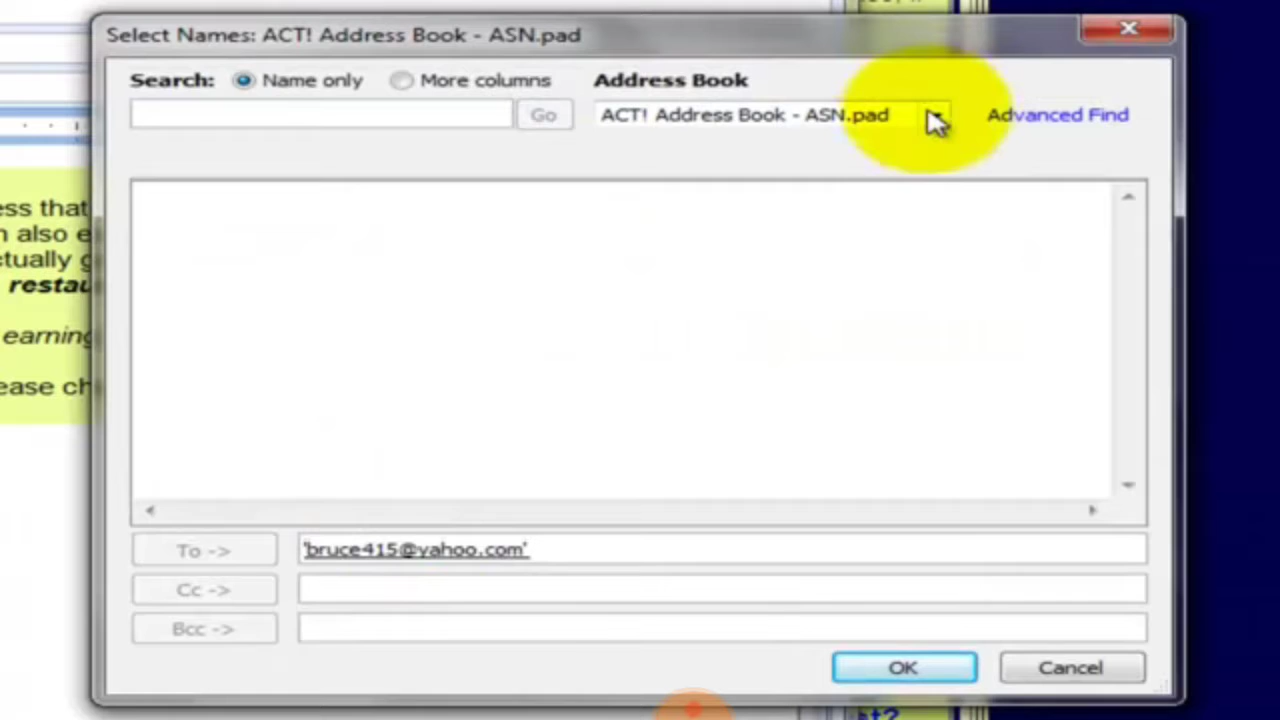 Select Names: ACT! Address Book - ASN.pad
Search: Name only More columns Address Book
Go ACT! Address Book - ASN.pad Advanced Find
ess that
also
ctually
restau
earning
ease ch
To -> 'bruce415@yahoo.com'
Cc ->
Bcc ->
OK Cancel